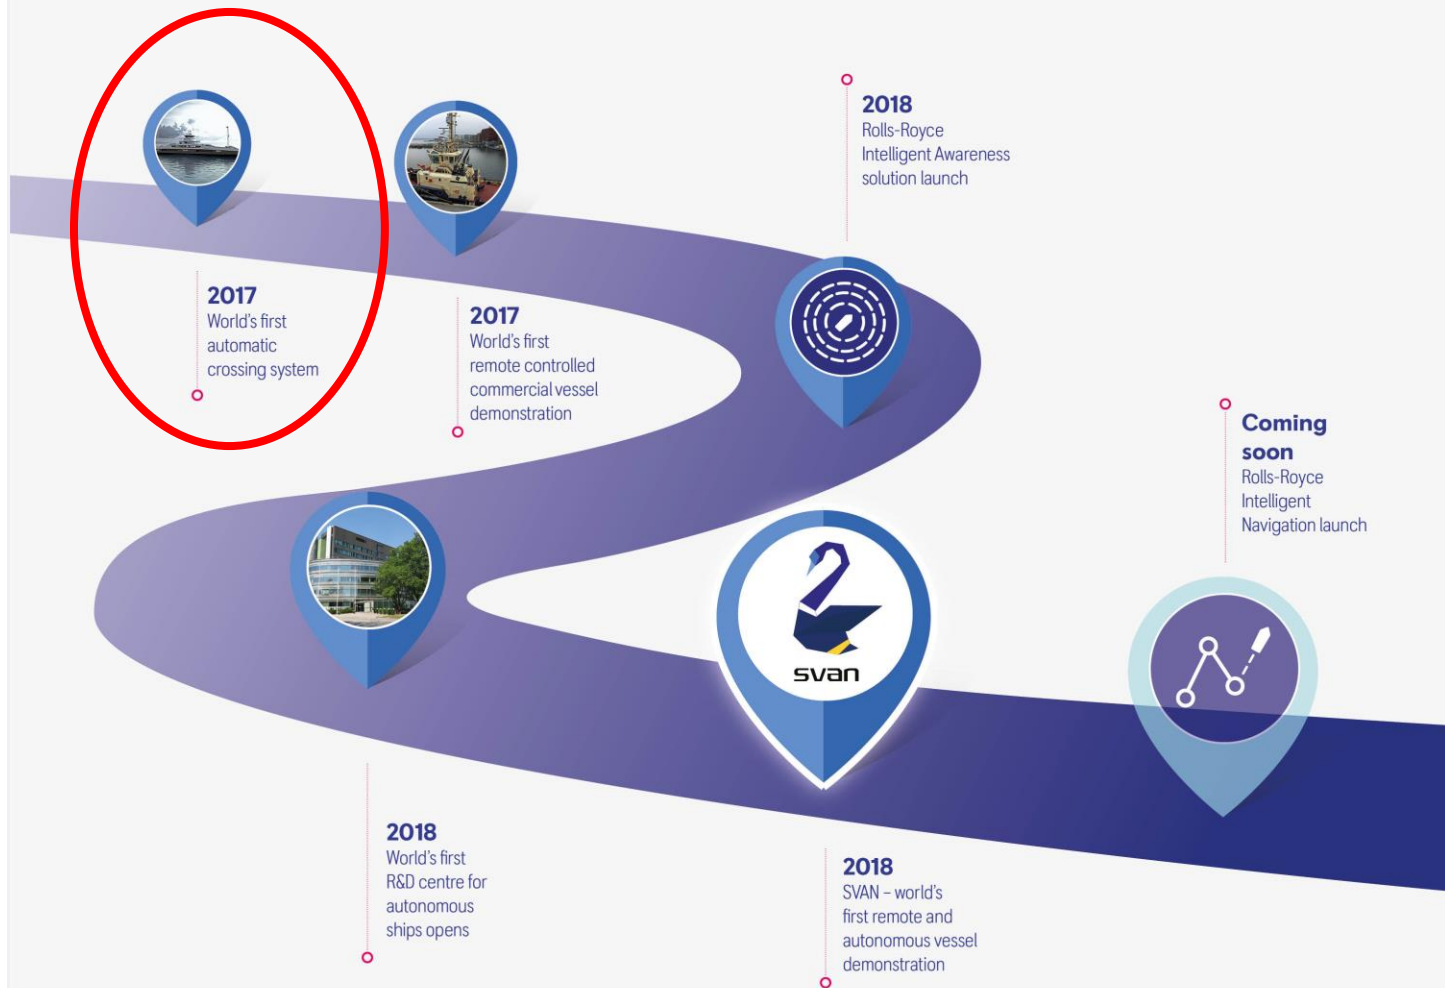 2017
World's first
automatic
crossing system
2017
World's first
remote controlled
commercial vessel
demonstration
2018
Rolls-Royce
Intelligent Awareness
solution launch
2018
World's first
R&D centre for
autonomous
ships opens
svan
2018
SVAN – world's
first remote and
autonomous vessel
demonstration
Coming
soon
Rolls-Royce
Intelligent
Navigation launch